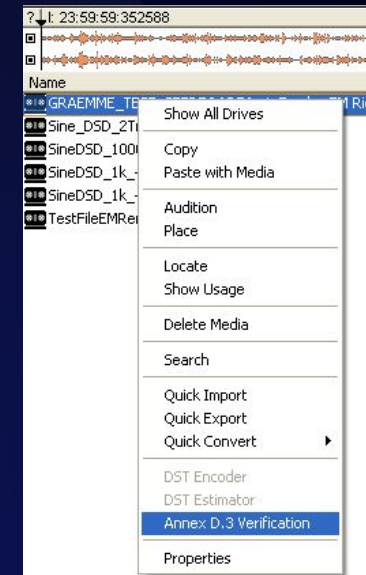 ?↓I: 23:59:59:352588
Name
GRAEMME_TE
Sine_DSD_2Tr
SineDSD_100
SineDSD_1k_-
SineDSD_1k_-
TestFileEMRe
Show All Drives
Copy
Paste with Media
Audition
Place
Locate
Show Usage
Delete Media
Search
Quick Import
Quick Export
Quick Convert
DST Encoder
DST Estimator
Annex D.3 Verification
Properties